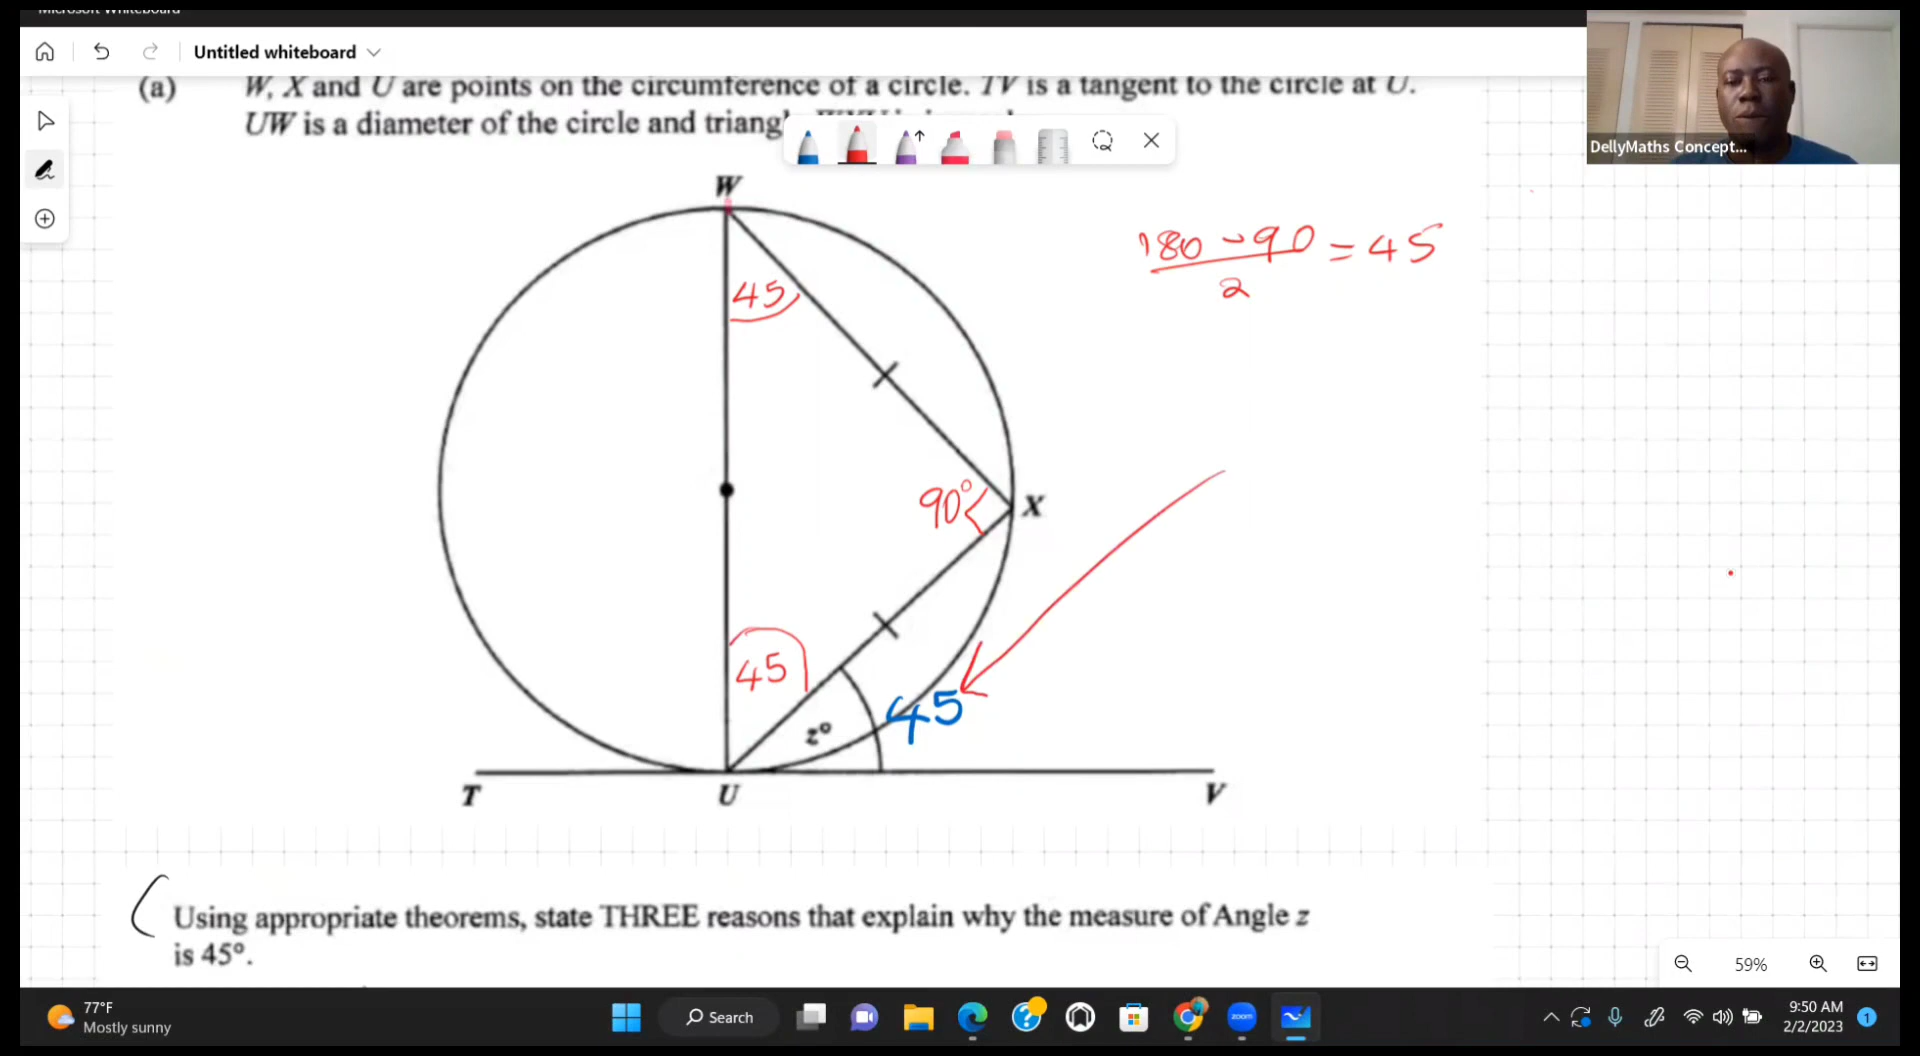 Untitled whiteboard
DellyMaths Concept...
(a) W, X and U are points on the circumference of a circle. TV is a tangent to the circle at U.
UW is a diameter of the circle and triang
W
180 - 90 = 45
2
45
90°
X
45
45
z°
T
U
V
Using appropriate theorems, state THREE reasons that explain why the measure of Angle z
is 45°.
59%
77°F
Mostly sunny
Search
zoom
9:50 AM
2/2/2023
1